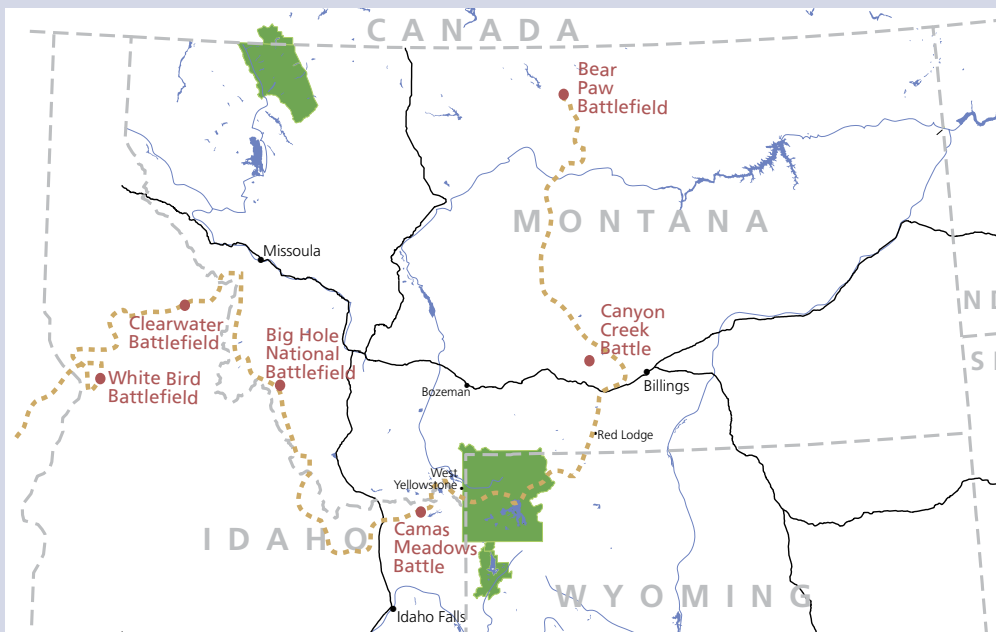 CANADA
Bear
Paw
Battlefield
MONTANA
Missoula
Clearwater
Battlefield
Big Hole
National
Battlefield
White Bird
Battlefield
Canyon
Creek
Battle
Billings
Bozeman
Red Lodge
West
Yellowstone
IDAHO
Camas
Meadows
Battle
WYOMING
Idaho Falls
N
S